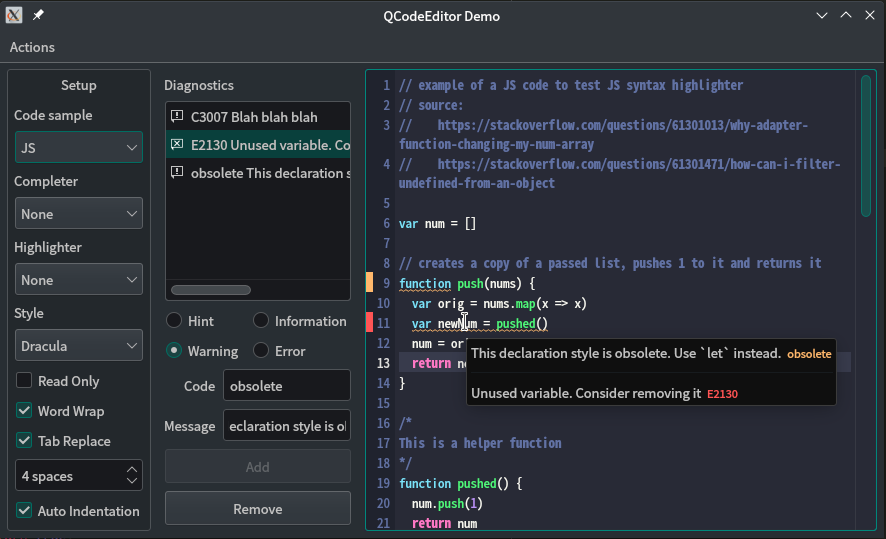 QCodeEditor Demo
Actions
Setup
Code sample
JS
Completer
None
Highlighter
None
Style
Dracula
Read Only
Word Wrap
Tab Replace
4 spaces
Auto Indentation
Diagnostics
C3007 Blah blah blah
E2130 Unused variable. Co
obsolete This declaration s
Hint
Information
Warning
Error
Code
obsolete
Message
eclaration style is ol
Add
Remove
1 // example of a JS code to test JS syntax highlighter
2 // source:
3 //    https://stackoverflow.com/questions/61301013/why-adapter-
function-changing-my-num-array
4 //    https://stackoverflow.com/questions/61301471/how-can-i-filter-
undefined-from-an-object
5
6 var num = []
7
8 // creates a copy of a passed list, pushes 1 to it and returns it
9 function push(nums) {
10   var orig = nums.map(x => x)
11   var newNum = pushed()
12   num = ori
13   return ne
14 }
15
16 /*
17 This is a helper function
18 */
19 function pushed() {
20   num.push(1)
21   return num
This declaration style is obsolete. Use `let` instead. obsolete
Unused variable. Consider removing it E2130